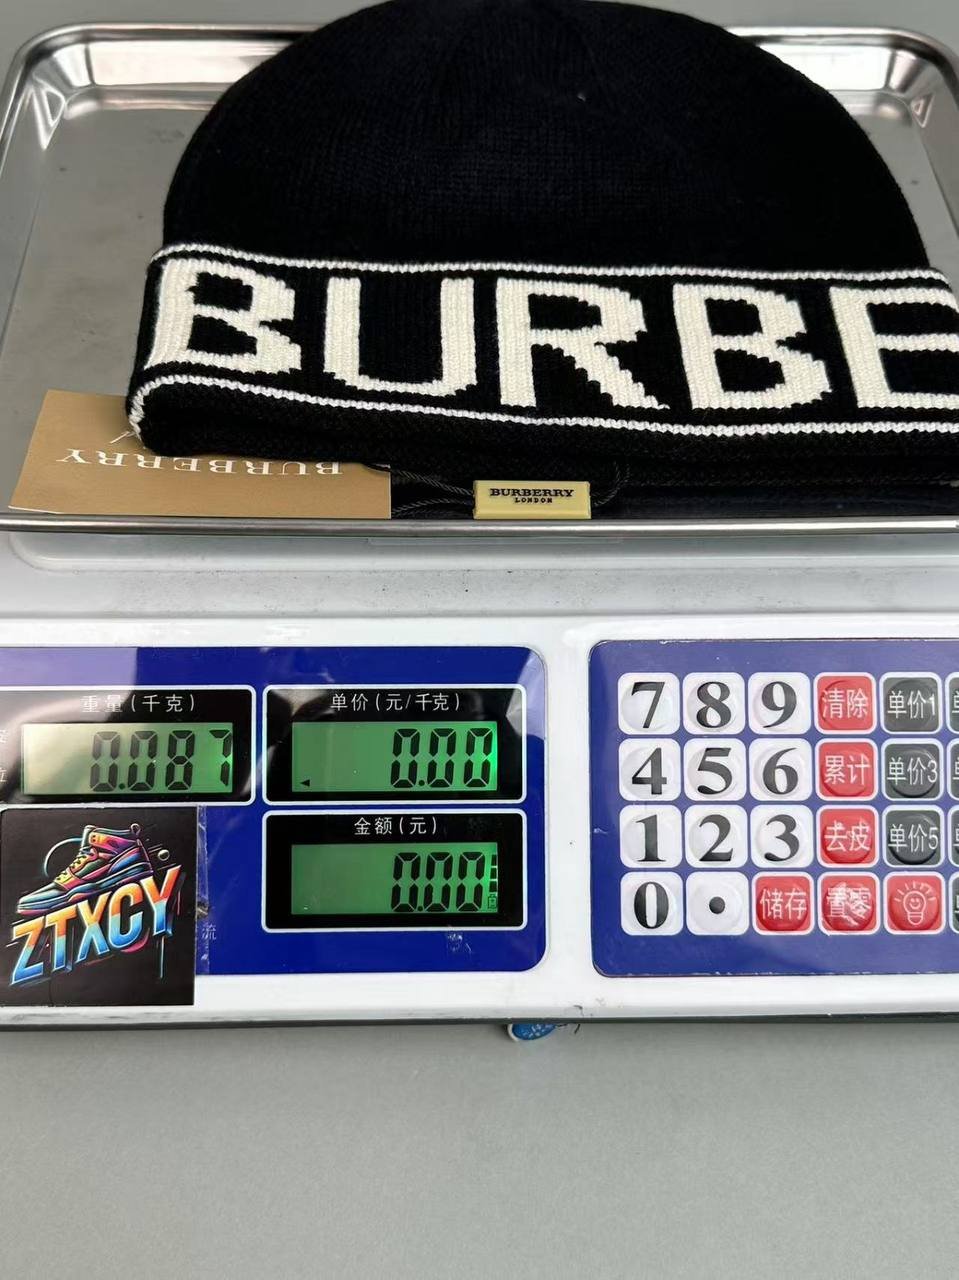 BURBE
BURBERRY
BURBERRY
LONDON
重量(千克)
0.087
单价(元/千克)
0.00
金额(元)
0.00
ZTXCY
流
7 8 9 清除 单价1
4 5 6 累计 单价3
1 2 3 去皮 单价5
0 . 储存 置零